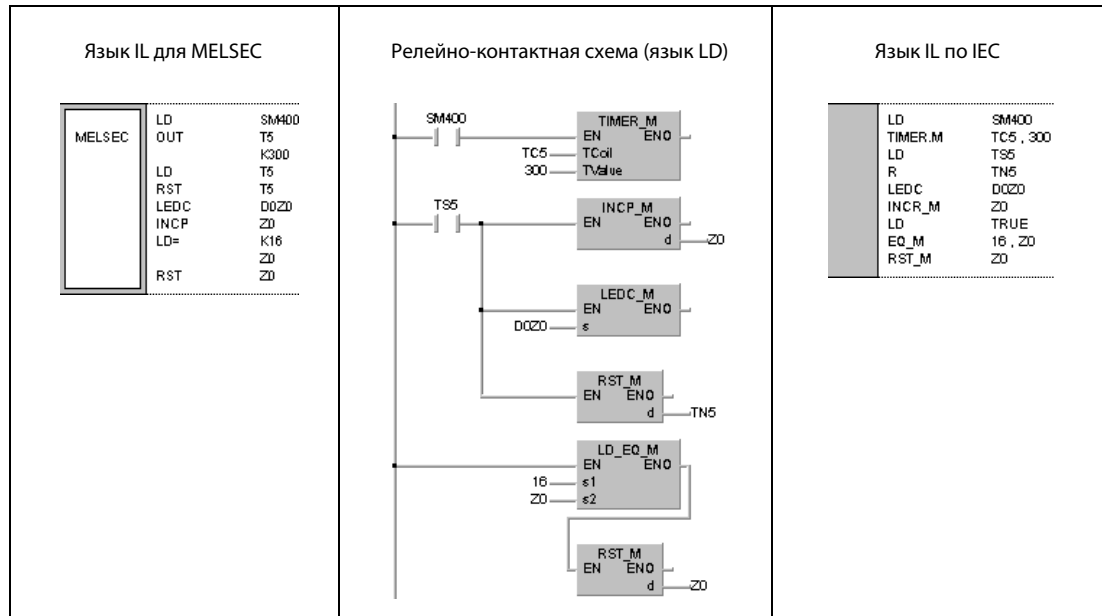 Язык IL для MELSEC
MELSEC
LD SM400
OUT T5
K300
LD T5
RST T5
LEDC D0Z0
INCP Z0
LD= K16
Z0
RST Z0
Релейно-контактная схема (язык LD)
SM400
TIMER_M
EN ENO
TC5 TCoil
300 TValue
TS5
INCP_M
EN ENO
d Z0
LEDC_M
EN ENO
D0Z0 s
RST_M
EN ENO
d TN5
LD_EQ_M
EN ENO
16 s1
Z0 s2
RST_M
EN ENO
d Z0
Язык IL по IEC
LD SM400
TIMER.M TC5 , 300
LD TS5
R TN5
LEDC D0Z0
INCR_M Z0
LD TRUE
EQ_M 16 , Z0
RST_M Z0